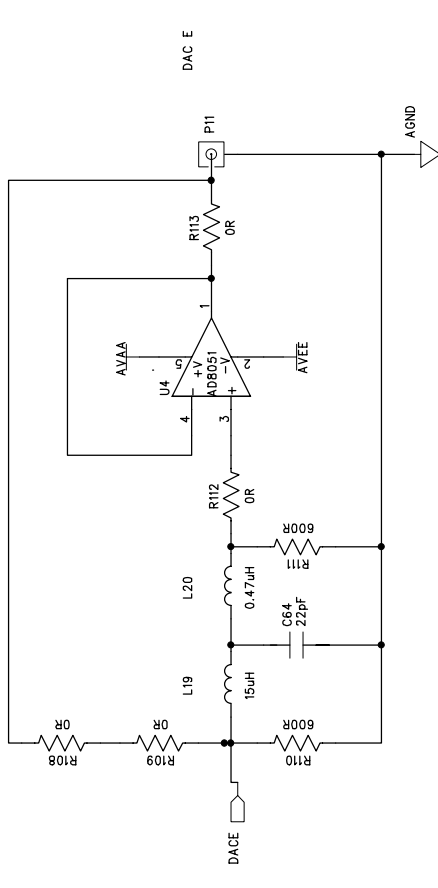 DAC E
P11
AGND
R113
0R
1
AVAA
5
+V
U4
AD8051
-V
2
AVEE
4
3
-
+
R112
0R
L20
0.47uH
R111
600R
C64
22pF
L19
15uH
R108
0R
R109
0R
R110
600R
DACE